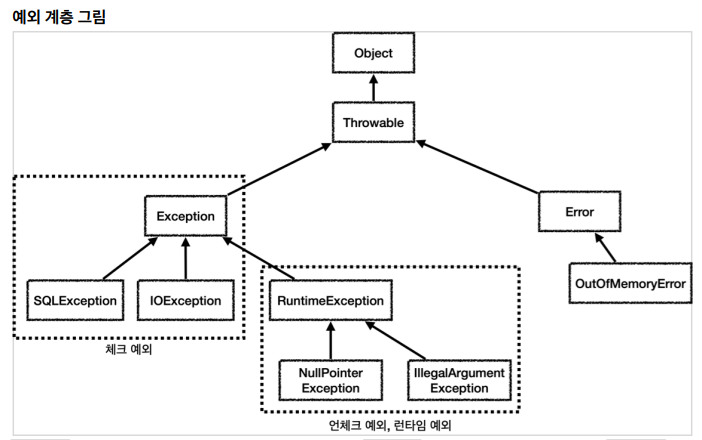 예외 계층 그림
Object
Throwable
Exception
Error
SQLException
IOException
RuntimeException
OutOfMemoryError
체크 예외
NullPointer
Exception
IllegalArgument
Exception
언체크 예외, 런타임 예외